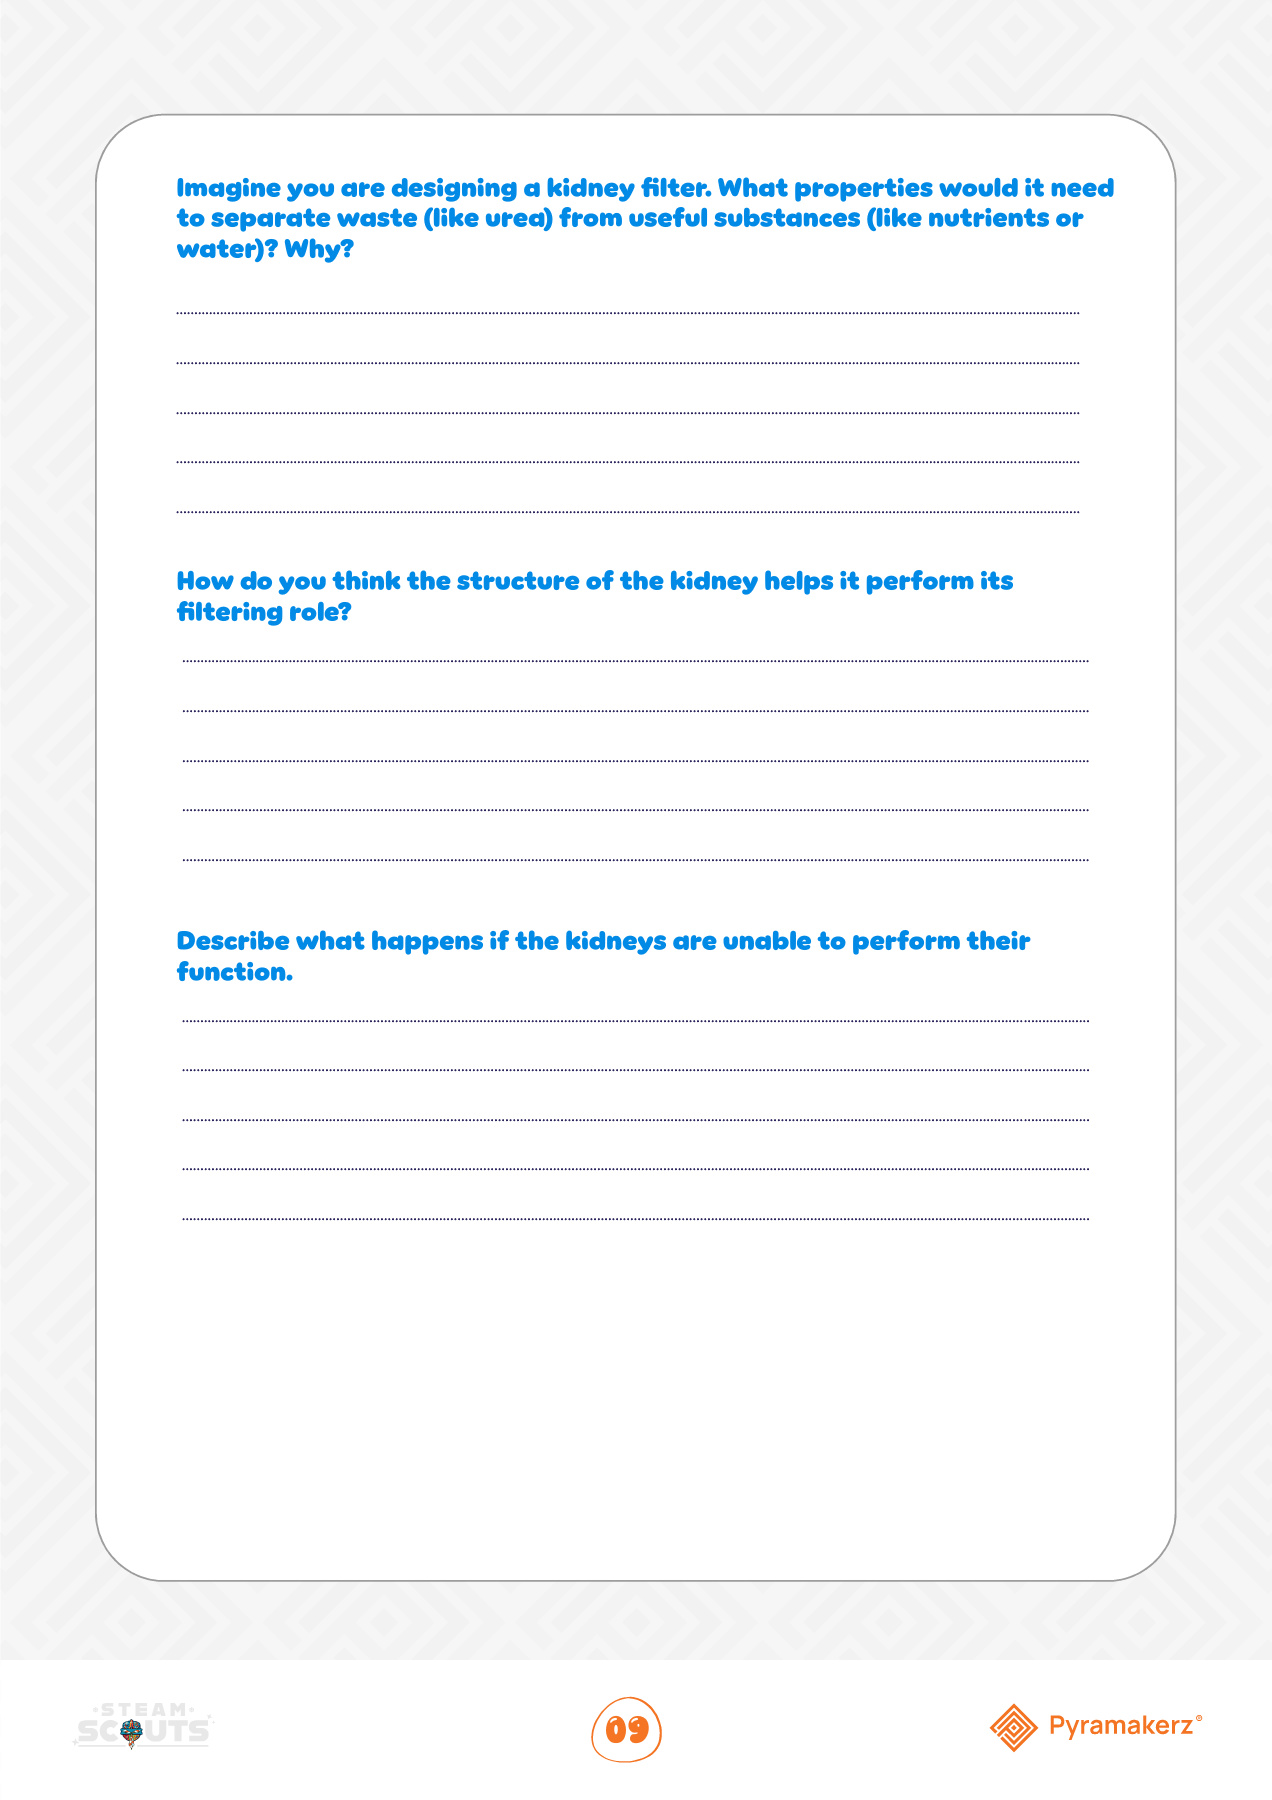 Imagine you are designing a kidney filter. What properties would it need
to separate waste (like urea) from useful substances (like nutrients or
water)? Why?
How do you think the structure of the kidney helps it perform its
filtering role?
Describe what happens if the kidneys are unable to perform their
function.
STEAM
SCOUTS
09
Pyramakerz®